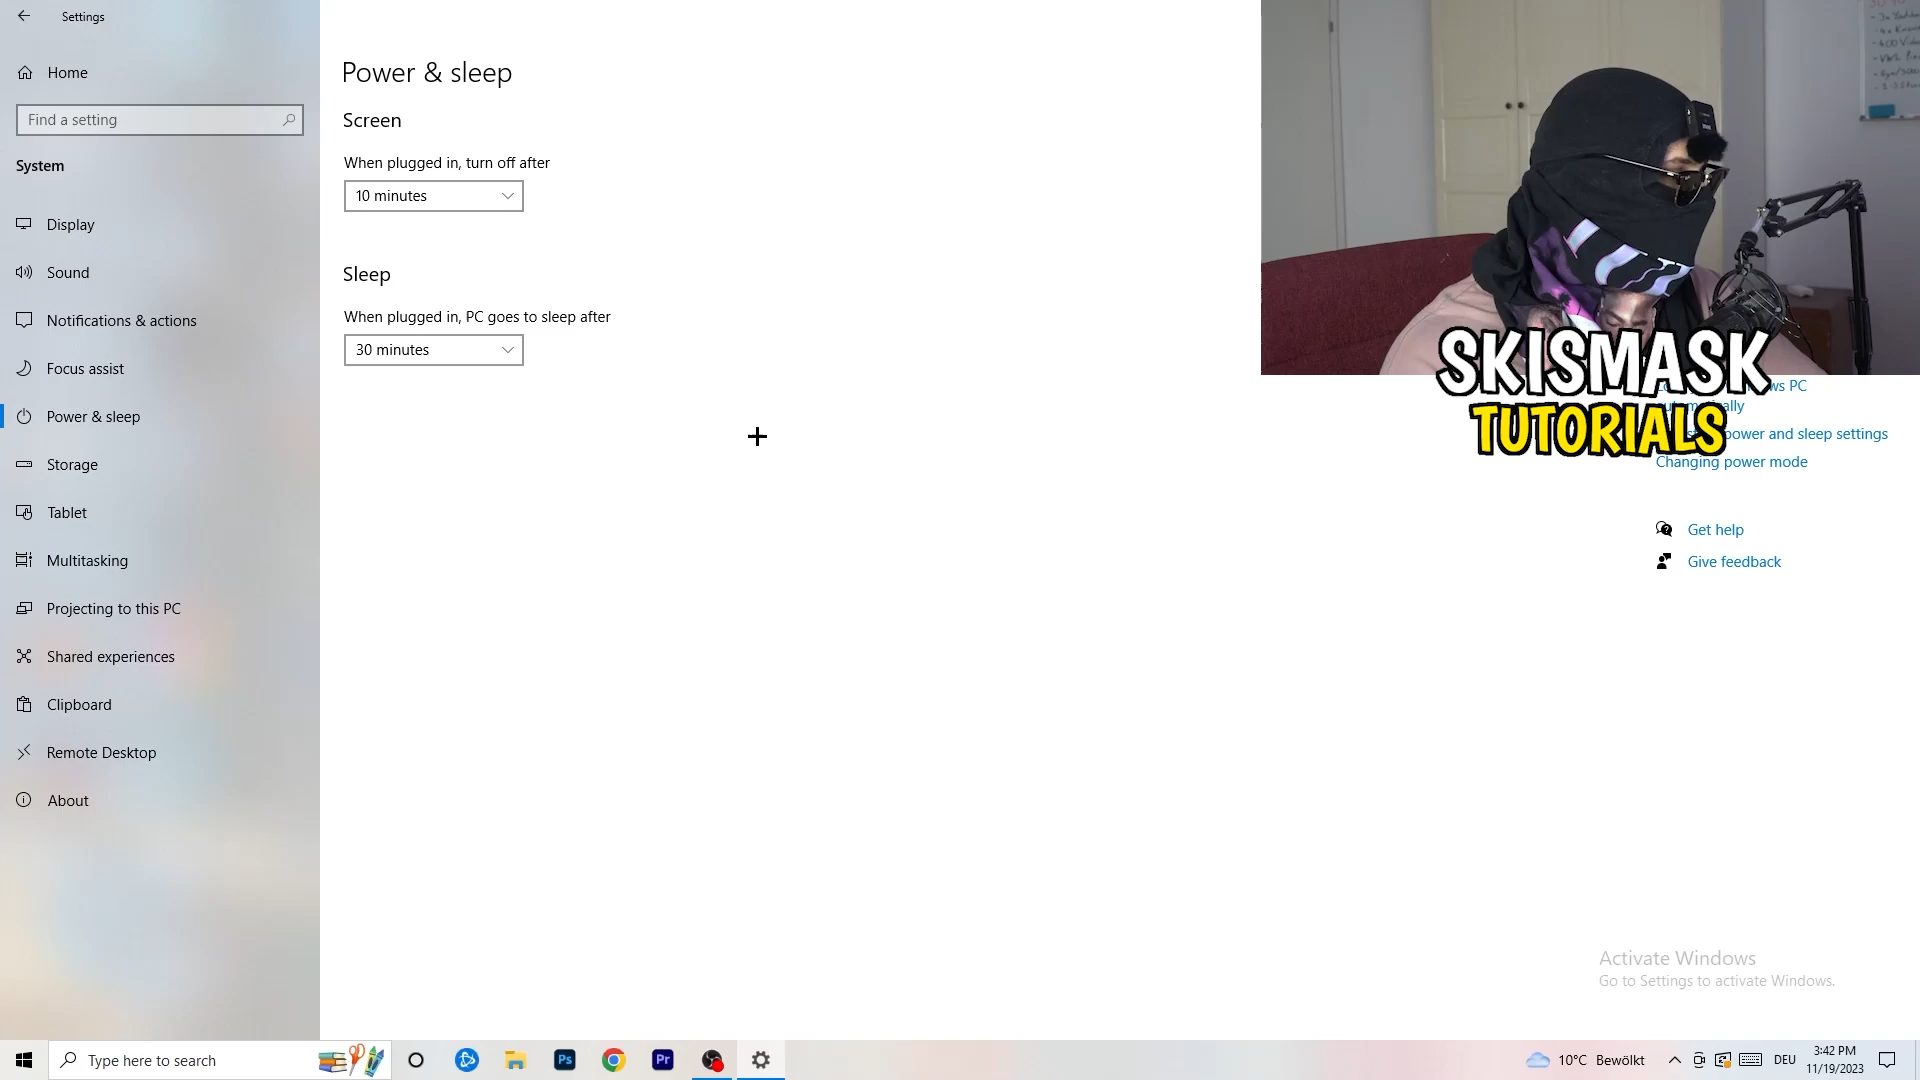 Settings
Home
Find a setting
System
Display
Sound
Notifications & actions
Focus assist
Power & sleep
Storage
Tablet
Multitasking
Projecting to this PC
Shared experiences
Clipboard
Remote Desktop
About
Power & sleep
Screen
When plugged in, turn off after
10 minutes
Sleep
When plugged in, PC goes to sleep after
30 minutes
SKISMASK
TUTORIALS
PC
power and sleep settings
Changing power mode
Get help
Give feedback
Activate Windows
Go to Settings to activate Windows.
Type here to search
Ps
Pr
10°C Bewölkt
DEU
3:42 PM
11/19/2023